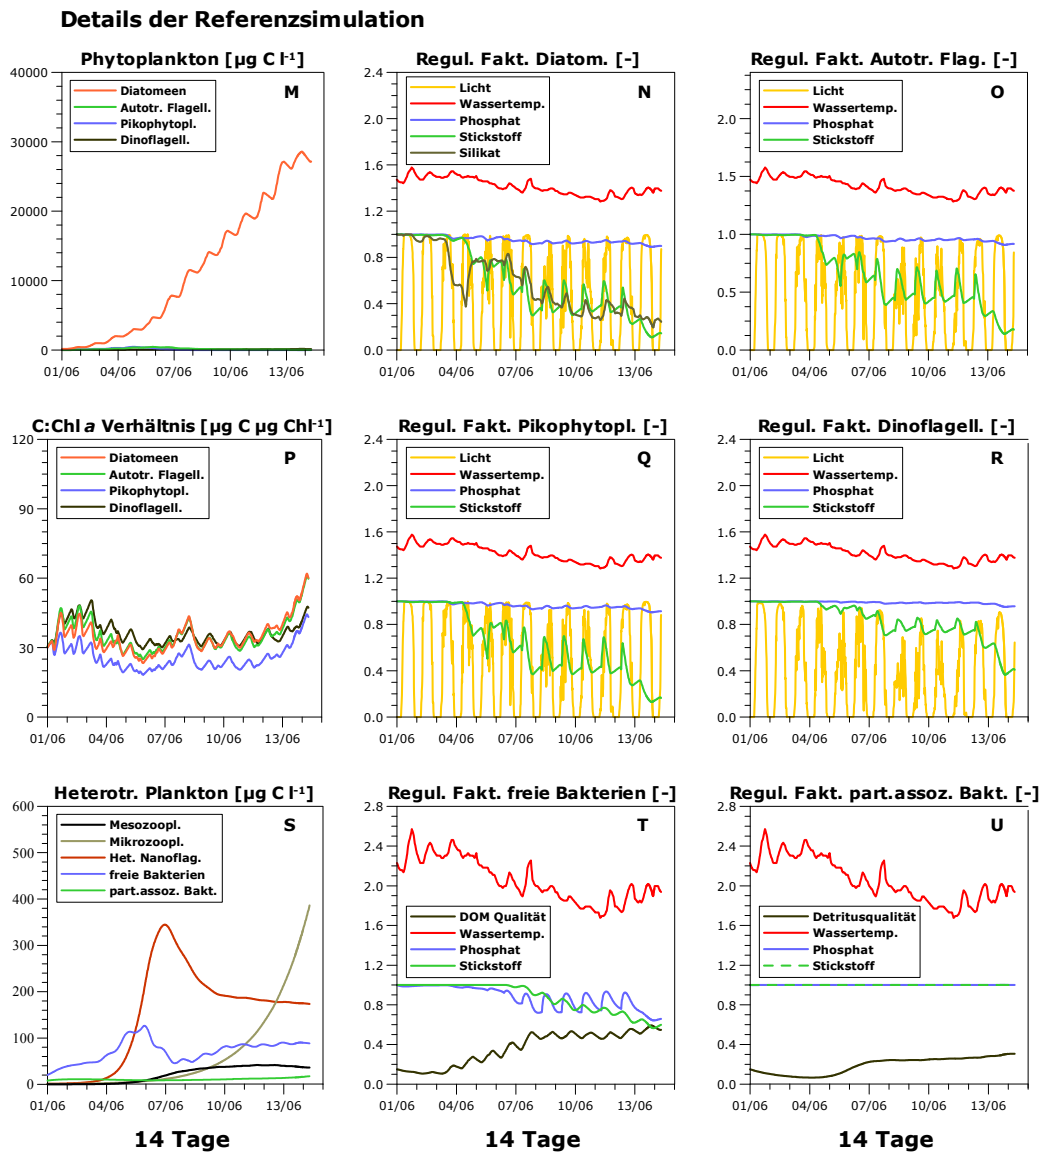 Details der Referenzsimulation
Phytoplankton [µg C l-1]
M
Diatomeen
Autotr. Flagell.
Pikophytopl.
Dinoflagell.
40000
30000
20000
10000
0
01/06 04/06 07/06 10/06 13/06
Regul. Fakt. Diatom. [-]
N
Licht
Wassertemp.
Phosphat
Stickstoff
Silikat
2.4
2.0
1.6
1.2
0.8
0.4
0.0
01/06 04/06 07/06 10/06 13/06
Regul. Fakt. Autotr. Flag. [-]
O
Licht
Wassertemp.
Phosphat
Stickstoff
2.0
1.5
1.0
0.5
0.0
01/06 04/06 07/06 10/06 13/06
C:Chl a Verhältnis [µg C µg Chl-1]
P
Diatomeen
Autotr. Flagell.
Pikophytopl.
Dinoflagell.
120
90
60
30
0
01/06 04/06 07/06 10/06 13/06
Regul. Fakt. Pikophytopl. [-]
Q
Licht
Wassertemp.
Phosphat
Stickstoff
2.4
2.0
1.6
1.2
0.8
0.4
0.0
01/06 04/06 07/06 10/06 13/06
Regul. Fakt. Dinoflagell. [-]
R
Licht
Wassertemp.
Phosphat
Stickstoff
2.4
2.0
1.6
1.2
0.8
0.4
0.0
01/06 04/06 07/06 10/06 13/06
Heterotr. Plankton [µg C l-1]
S
Mesozoopl.
Mikrozoopl.
Het. Nanoflag.
freie Bakterien
part.assoz. Bakt.
600
500
400
300
200
100
0
01/06 04/06 07/06 10/06 13/06
14 Tage
Regul. Fakt. freie Bakterien [-]
T
DOM Qualität
Wassertemp.
Phosphat
Stickstoff
2.8
2.4
2.0
1.6
1.2
0.8
0.4
0.0
01/06 04/06 07/06 10/06 13/06
14 Tage
Regul. Fakt. part.assoz. Bakt. [-]
U
Detritusqualität
Wassertemp.
Phosphat
Stickstoff
2.8
2.4
2.0
1.6
1.2
0.8
0.4
0.0
01/06 04/06 07/06 10/06 13/06
14 Tage